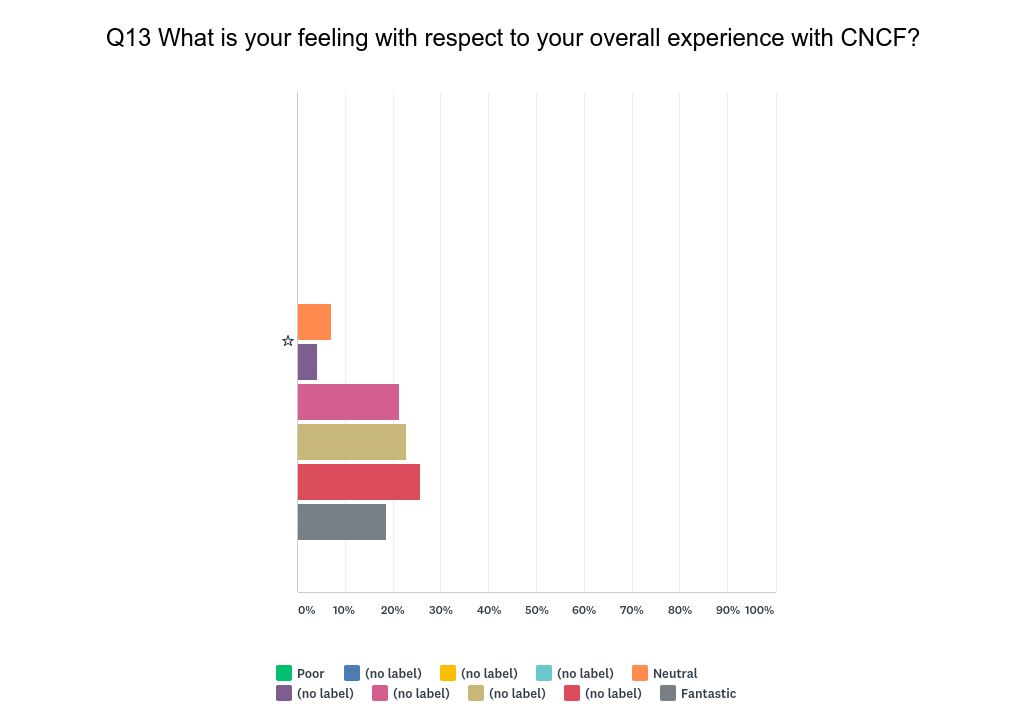 Q13 What is your feeling with respect to your overall experience with CNCF?
☆
0% 10% 20% 30% 40% 50% 60% 70% 80% 90% 100%
Poor (no label) (no label) (no label) Neutral
(no label) (no label) (no label) (no label) Fantastic